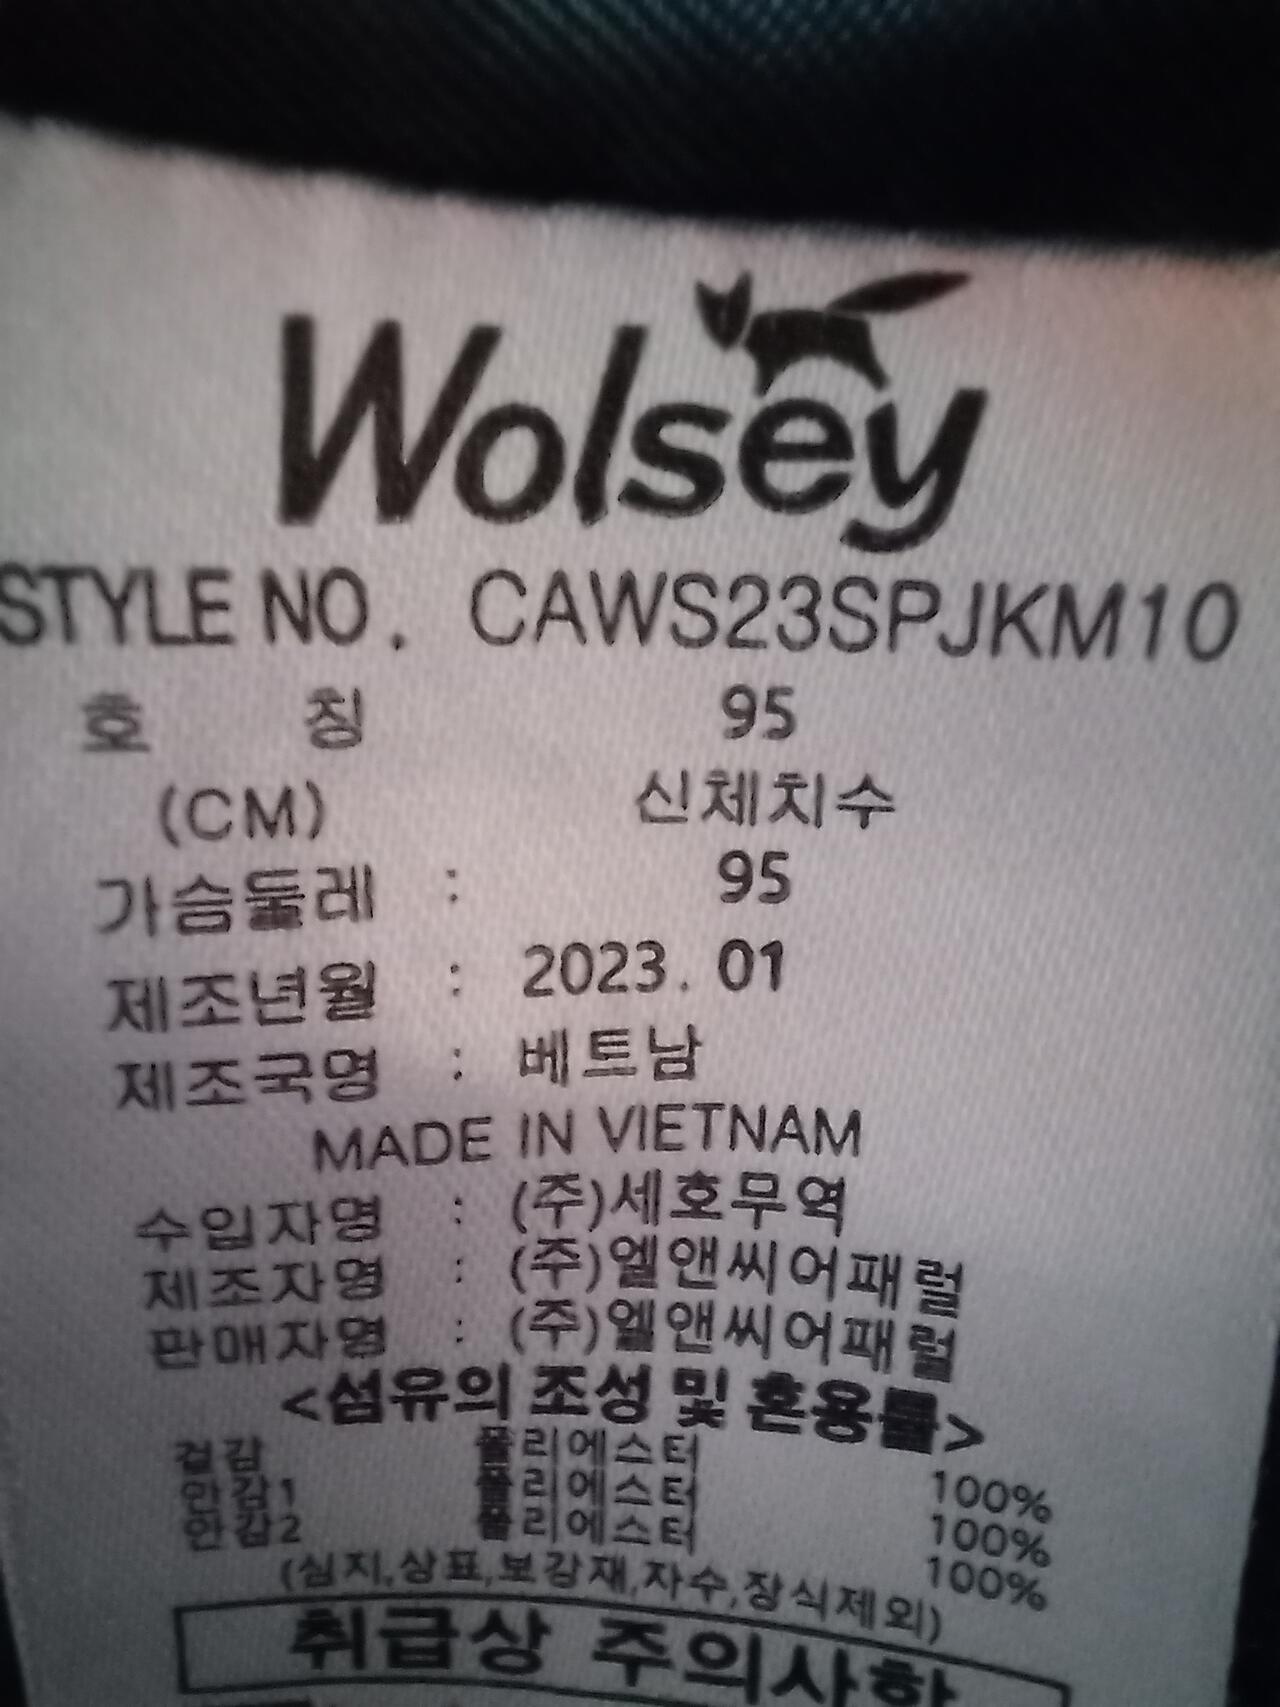 Wolsey
STYLE NO. CAWS23SPJKM10
호 칭 95
(CM) 신체치수
가슴둘레 : 95
제조년월 : 2023. 01
제조국명 : 베트남
MADE IN VIETNAM
수입자명 : (주)세호무역
제조자명 : (주)엘앤씨어패럴
판매자명 : (주)엘앤씨어패럴
<섬유의 조성 및 혼용률>
겉감 폴리에스터 100%
안감1 폴리에스터 100%
안감2 폴리에스터 100%
(심지,상표,보강재,자수,장식제외)
취급상 주의사항